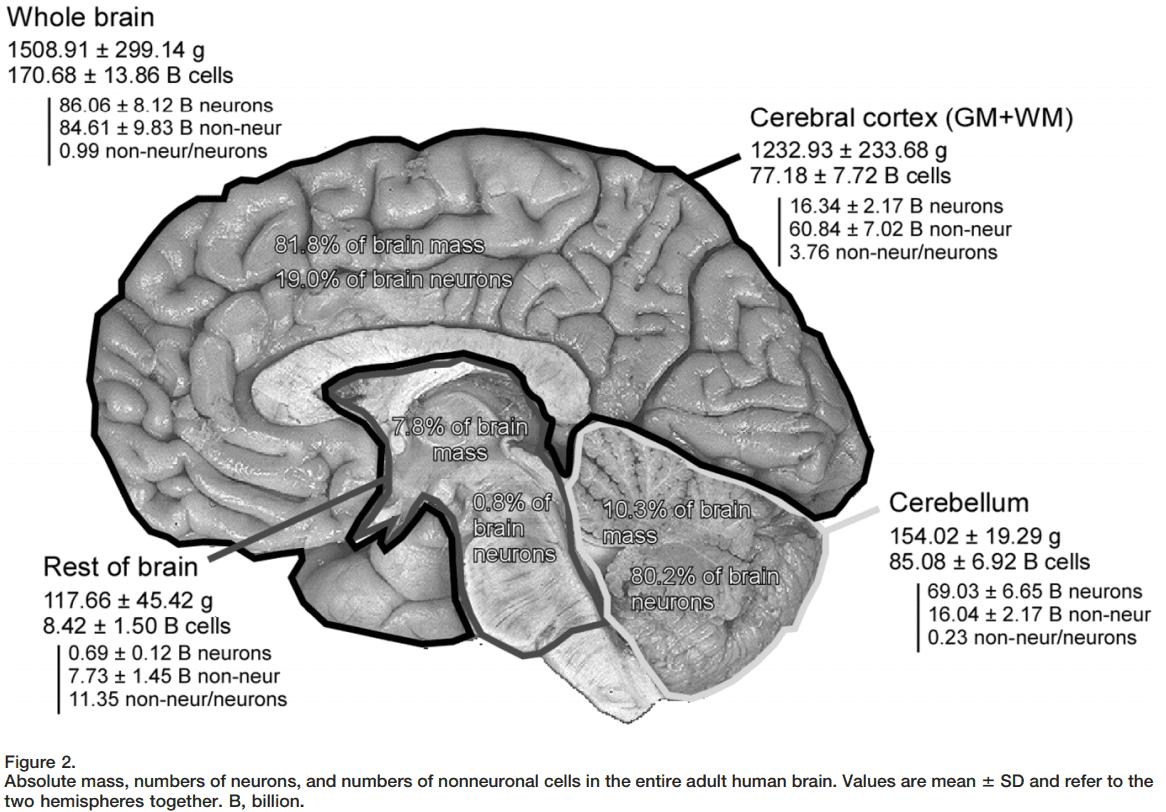 Whole brain
1508.91 ± 299.14 g
170.68 ± 13.86 B cells
86.06 ± 8.12 B neurons
84.61 ± 9.83 B non-neur
0.99 non-neur/neurons
Cerebral cortex (GM+WM)
1232.93 ± 233.68 g
77.18 ± 7.72 B cells
16.34 ± 2.17 B neurons
60.84 ± 7.02 B non-neur
3.76 non-neur/neurons
81.8% of brain mass
19.0% of brain neurons
7.8% of brain
mass
0.8% of
brain
neurons
10.3% of brain
mass
80.2% of brain
neurons
Rest of brain
117.66 ± 45.42 g
8.42 ± 1.50 B cells
0.69 ± 0.12 B neurons
7.73 ± 1.45 B non-neur
11.35 non-neur/neurons
Cerebellum
154.02 ± 19.29 g
85.08 ± 6.92 B cells
69.03 ± 6.65 B neurons
16.04 ± 2.17 B non-neur
0.23 non-neur/neurons
Figure 2.
Absolute mass, numbers of neurons, and numbers of nonneuronal cells in the entire adult human brain. Values are mean ± SD and refer to the
two hemispheres together. B, billion.